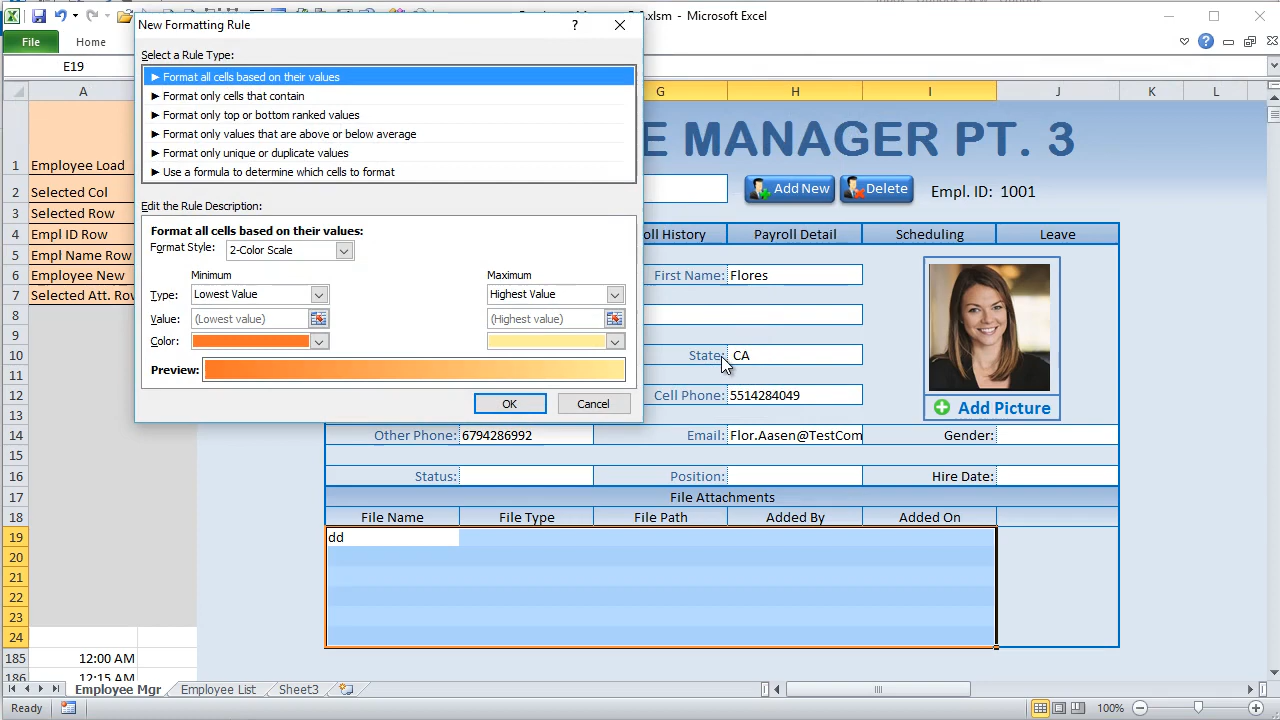 .xlsm - Microsoft Excel
New Formatting Rule
File
Home
E19
Select a Rule Type:
► Format all cells based on their values
► Format only cells that contain
► Format only top or bottom ranked values
► Format only values that are above or below average
► Format only unique or duplicate values
► Use a formula to determine which cells to format
Edit the Rule Description:
Format all cells based on their values:
Format Style: 2-Color Scale
Minimum Maximum
Type: Lowest Value Highest Value
Value: (Lowest value) (Highest value)
Color:
Preview:
OK Cancel
A G H I J K L
E MANAGER PT. 3
1 Employee Load
2 Selected Col
3 Selected Row
4 Empl ID Row
5 Empl Name Row
6 Employee New
7 Selected Att. Row
8
9
10
11
12
13
14
15
16
17
18
19
20
21
22
23
24
185 12:00 AM
186 12:15 AM
Add New Delete Empl. ID: 1001
oll History Payroll Detail Scheduling Leave
First Name: Flores
State: CA
Cell Phone: 5514284049
Add Picture
Other Phone: 6794286992 Email: Flor.Aasen@TestCom Gender:
Status: Position: Hire Date:
File Attachments
File Name File Type File Path Added By Added On
dd
Employee Mgr Employee List Sheet3
Ready 100%